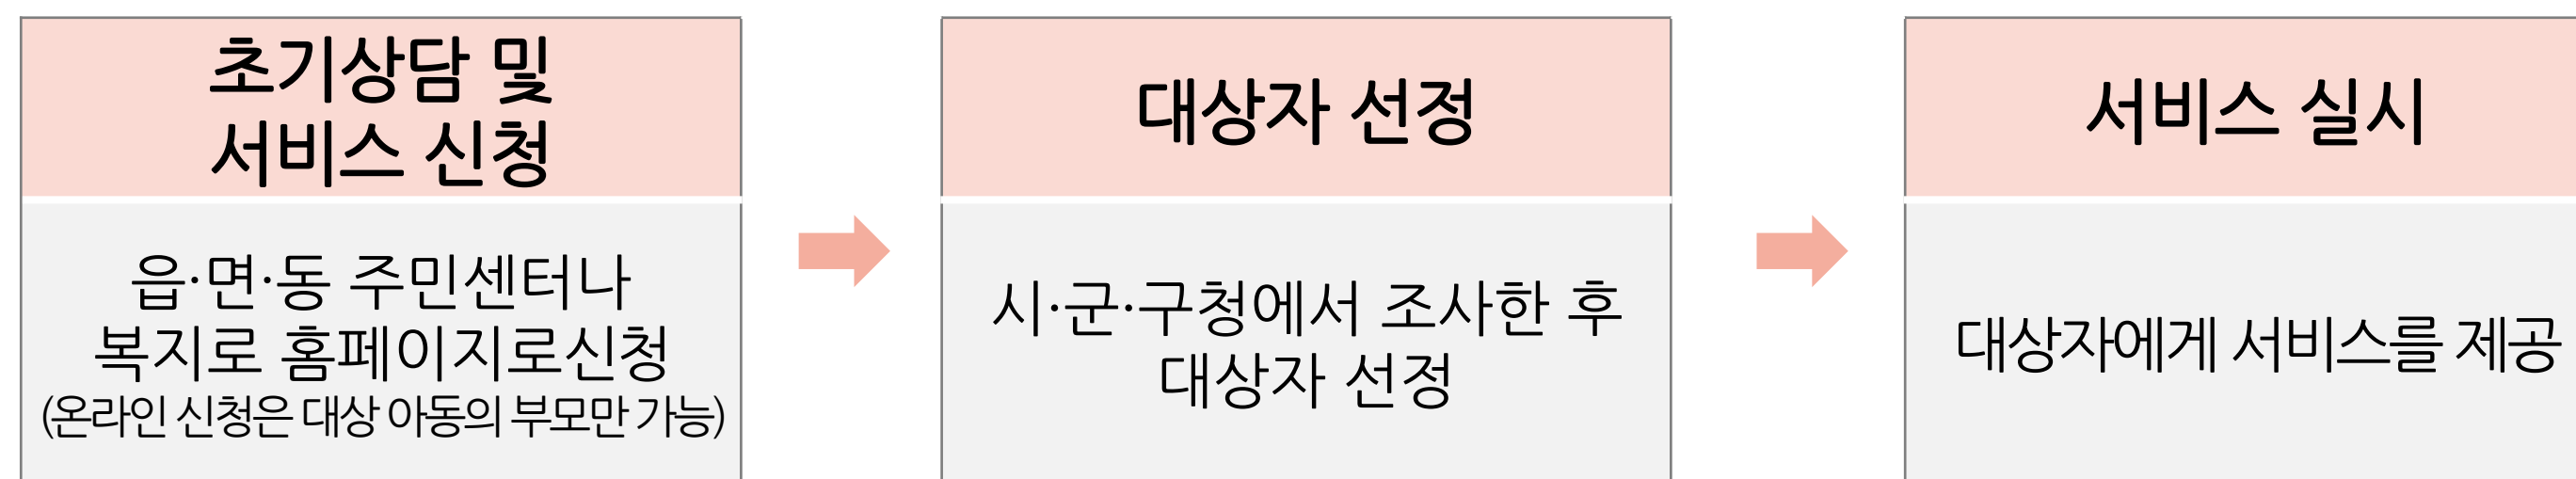 초기상담 및
서비스 신청
읍·면·동 주민센터나
복지로 홈페이지로신청
(온라인 신청은 대상 아동의 부모만 가능)
대상자 선정
시·군·구청에서 조사한 후
대상자 선정
서비스 실시
대상자에게 서비스를 제공